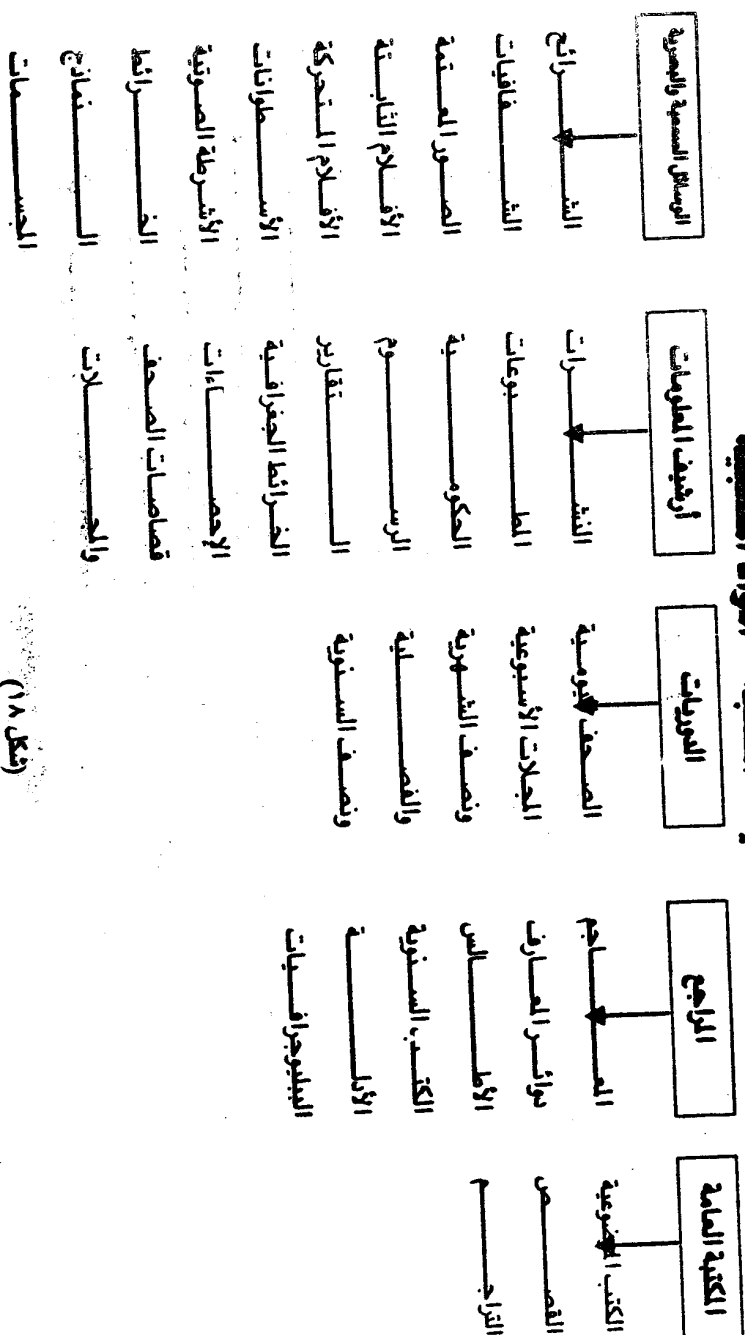 المكتبة العامة
الكتب الموضوعية
القصص
التراجم
المراجع
المعاجم
دوائر المعارف
الأطالس
الكتب السنوية
الأدلة
الببليوجرافيات
الدوريات
الصحف اليومية
المجلات الأسبوعية
ونصف الشهرية
والفصلية
ونصف السنوية
أرشيف المعلومات
النشرات
المطبوعات
الحكومية
الرسوم
التقارير
الخرائط الجغرافية
الإحصاءات
قصاصات الصحف
والمجلات
الوسائل السمعية والبصرية
الشرائح
الشفافيات
الصور المعتمة
الأفلام الثابتة
الأفلام المتحركة
الأسطوانات
الأشرطة الصوتية
الخرائط
النماذج
المجسمات
(شكل ١٨)